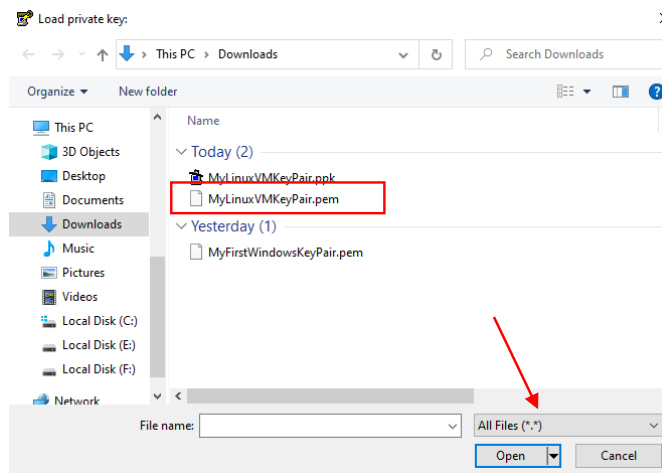 Load private key:
This PC > Downloads
Search Downloads
Organize
New folder
?
Name
This PC
3D Objects
Desktop
Documents
Downloads
Music
Pictures
Videos
Local Disk (C:)
Local Disk (E:)
Local Disk (F:)
Network
Today (2)
MyLinuxVMKeyPair.ppk
MyLinuxVMKeyPair.pem
Yesterday (1)
MyFirstWindowsKeyPair.pem
File name:
All Files (*.*)
Open
Cancel